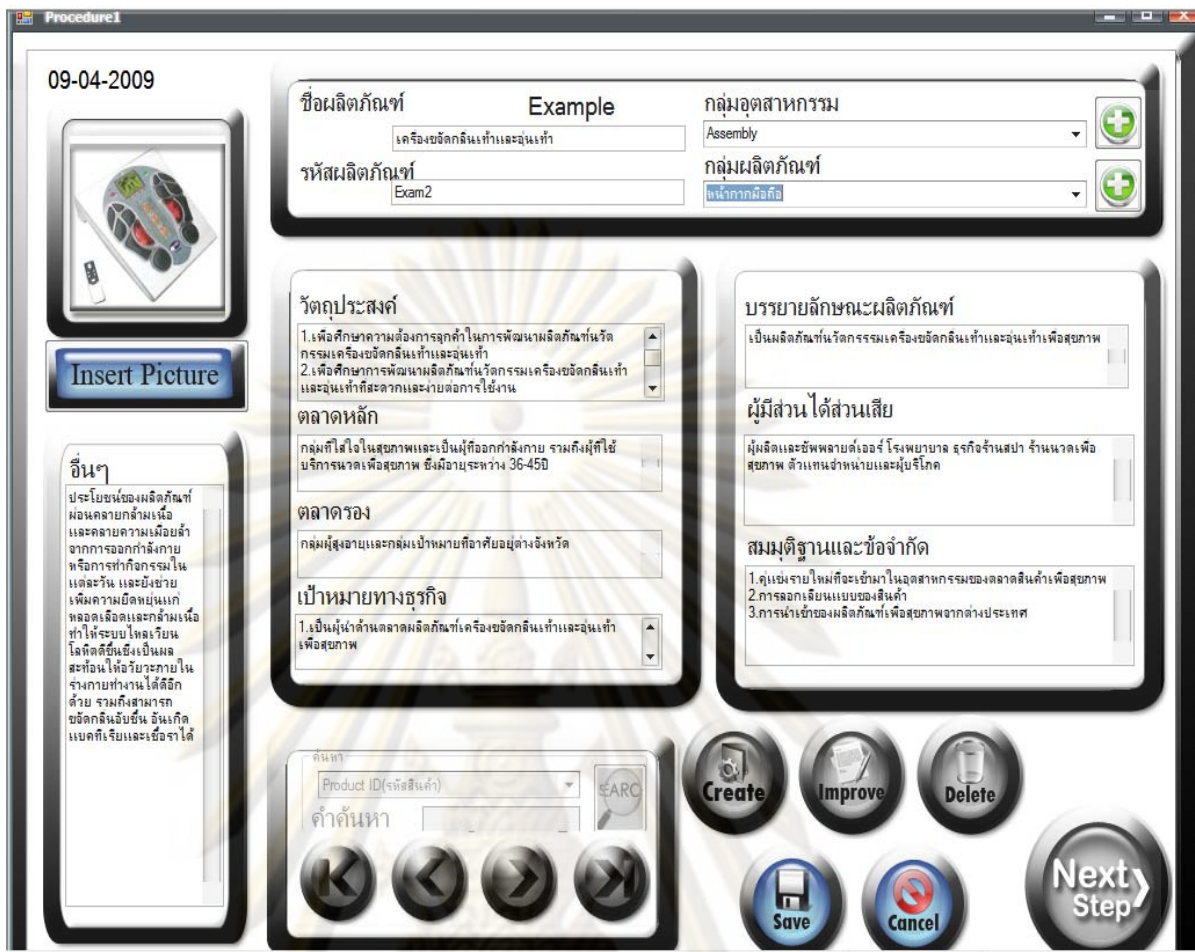 Procedure1
09-04-2009
ชื่อผลิตภัณฑ์
Example
เครื่องขจัดกลิ่นเท้าและอุ่นเท้า
รหัสผลิตภัณฑ์
Exam2
กลุ่มอุตสาหกรรม
Assembly
กลุ่มผลิตภัณฑ์
หน้ากากมือถือ
Insert Picture
อื่นๆ
ประโยชน์ของผลิตภัณฑ์
ผ่อนคลายกล้ามเนื้อ
และคลายความเมื่อยล้า
จากการออกกำลังกาย
หรือการทำกิจกรรมใน
แต่ละวัน และยังช่วย
เพิ่มความยืดหยุ่นแก่
หลอดเลือดและกล้ามเนื้อ
ทำให้ระบบไหลเวียน
โลหิตดีขึ้นซึ่งเป็นผล
สะท้อนให้อวัยวะภายใน
ร่างกายทำงานได้ดีอีก
ด้วย รวมถึงสามารถ
ขจัดกลิ่นอับชื้น อันเกิด
แบคทีเรียและเชื้อราได้
วัตถุประสงค์
1.เพื่อศึกษาความต้องการลูกค้าในการพัฒนาผลิตภัณฑ์นวัต
กรรมเครื่องขจัดกลิ่นเท้าและอุ่นเท้า
2.เพื่อศึกษาการพัฒนาผลิตภัณฑ์นวัตกรรมเครื่องขจัดกลิ่นเท้า
และอุ่นเท้าที่สะดวกและง่ายต่อการใช้งาน
ตลาดหลัก
กลุ่มที่ใส่ใจในสุขภาพและเป็นผู้ที่ออกกำลังกาย รวมถึงผู้ที่ใช้
บริการนวดเพื่อสุขภาพ ซึ่งมีอายุระหว่าง 36-45ปี
ตลาดรอง
กลุ่มผู้สูงอายุและกลุ่มเป้าหมายที่อาศัยอยู่ต่างจังหวัด
เป้าหมายทางธุรกิจ
1.เป็นผู้นำด้านตลาดผลิตภัณฑ์เครื่องขจัดกลิ่นเท้าและอุ่นเท้า
เพื่อสุขภาพ
บรรยายลักษณะผลิตภัณฑ์
เป็นผลิตภัณฑ์นวัตกรรรมเครื่องขจัดกลิ่นเท้าและอุ่นเท้าเพื่อสุขภาพ
ผู้มีส่วนได้ส่วนเสีย
ผู้ผลิตและซัพพลายด์เออร์ โรงพยาบาล ธุรกิจร้านสปา ร้านนวดเพื่อ
สุขภาพ ตัวแทนจำหน่ายและผู้บริโภค
สมมุติฐานและข้อจำกัด
1.คู่แข่งรายใหม่ที่จะเข้ามาในอุตสาหกรรมของตลาดสินค้าเพื่อสุขภาพ
2.การลอกเลียนแบบของสินค้า
3.การนำเข้าของผลิตภัณฑ์เพื่อสุขภาพจากต่างประเทศ
ค้นหา
Product ID(รหัสสินค้า)
SEARC
คำค้นหา
Create
Improve
Delete
Save
Cancel
Next
Step